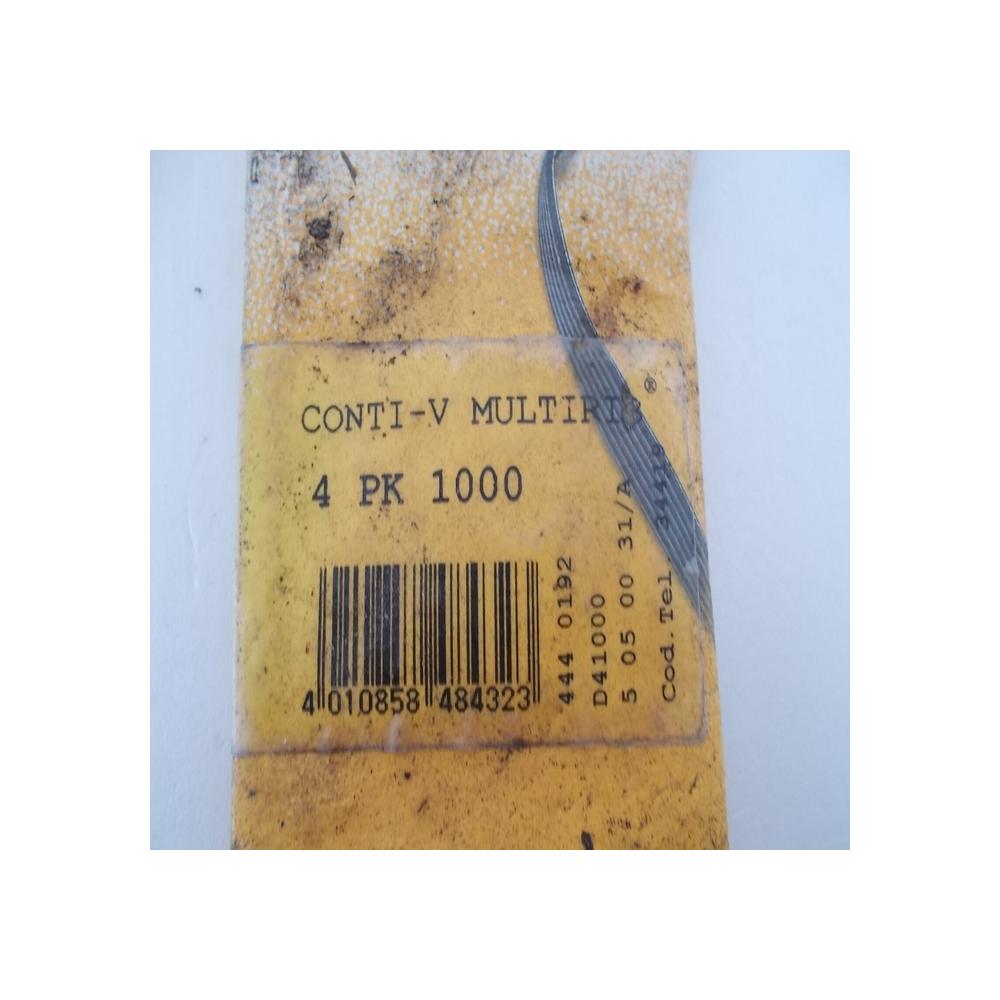 CONTI-V MULTIRIB®
4 PK 1000
4 010858 484323
444 0192
D41000
5 05 00 31/A
Cod.Tel